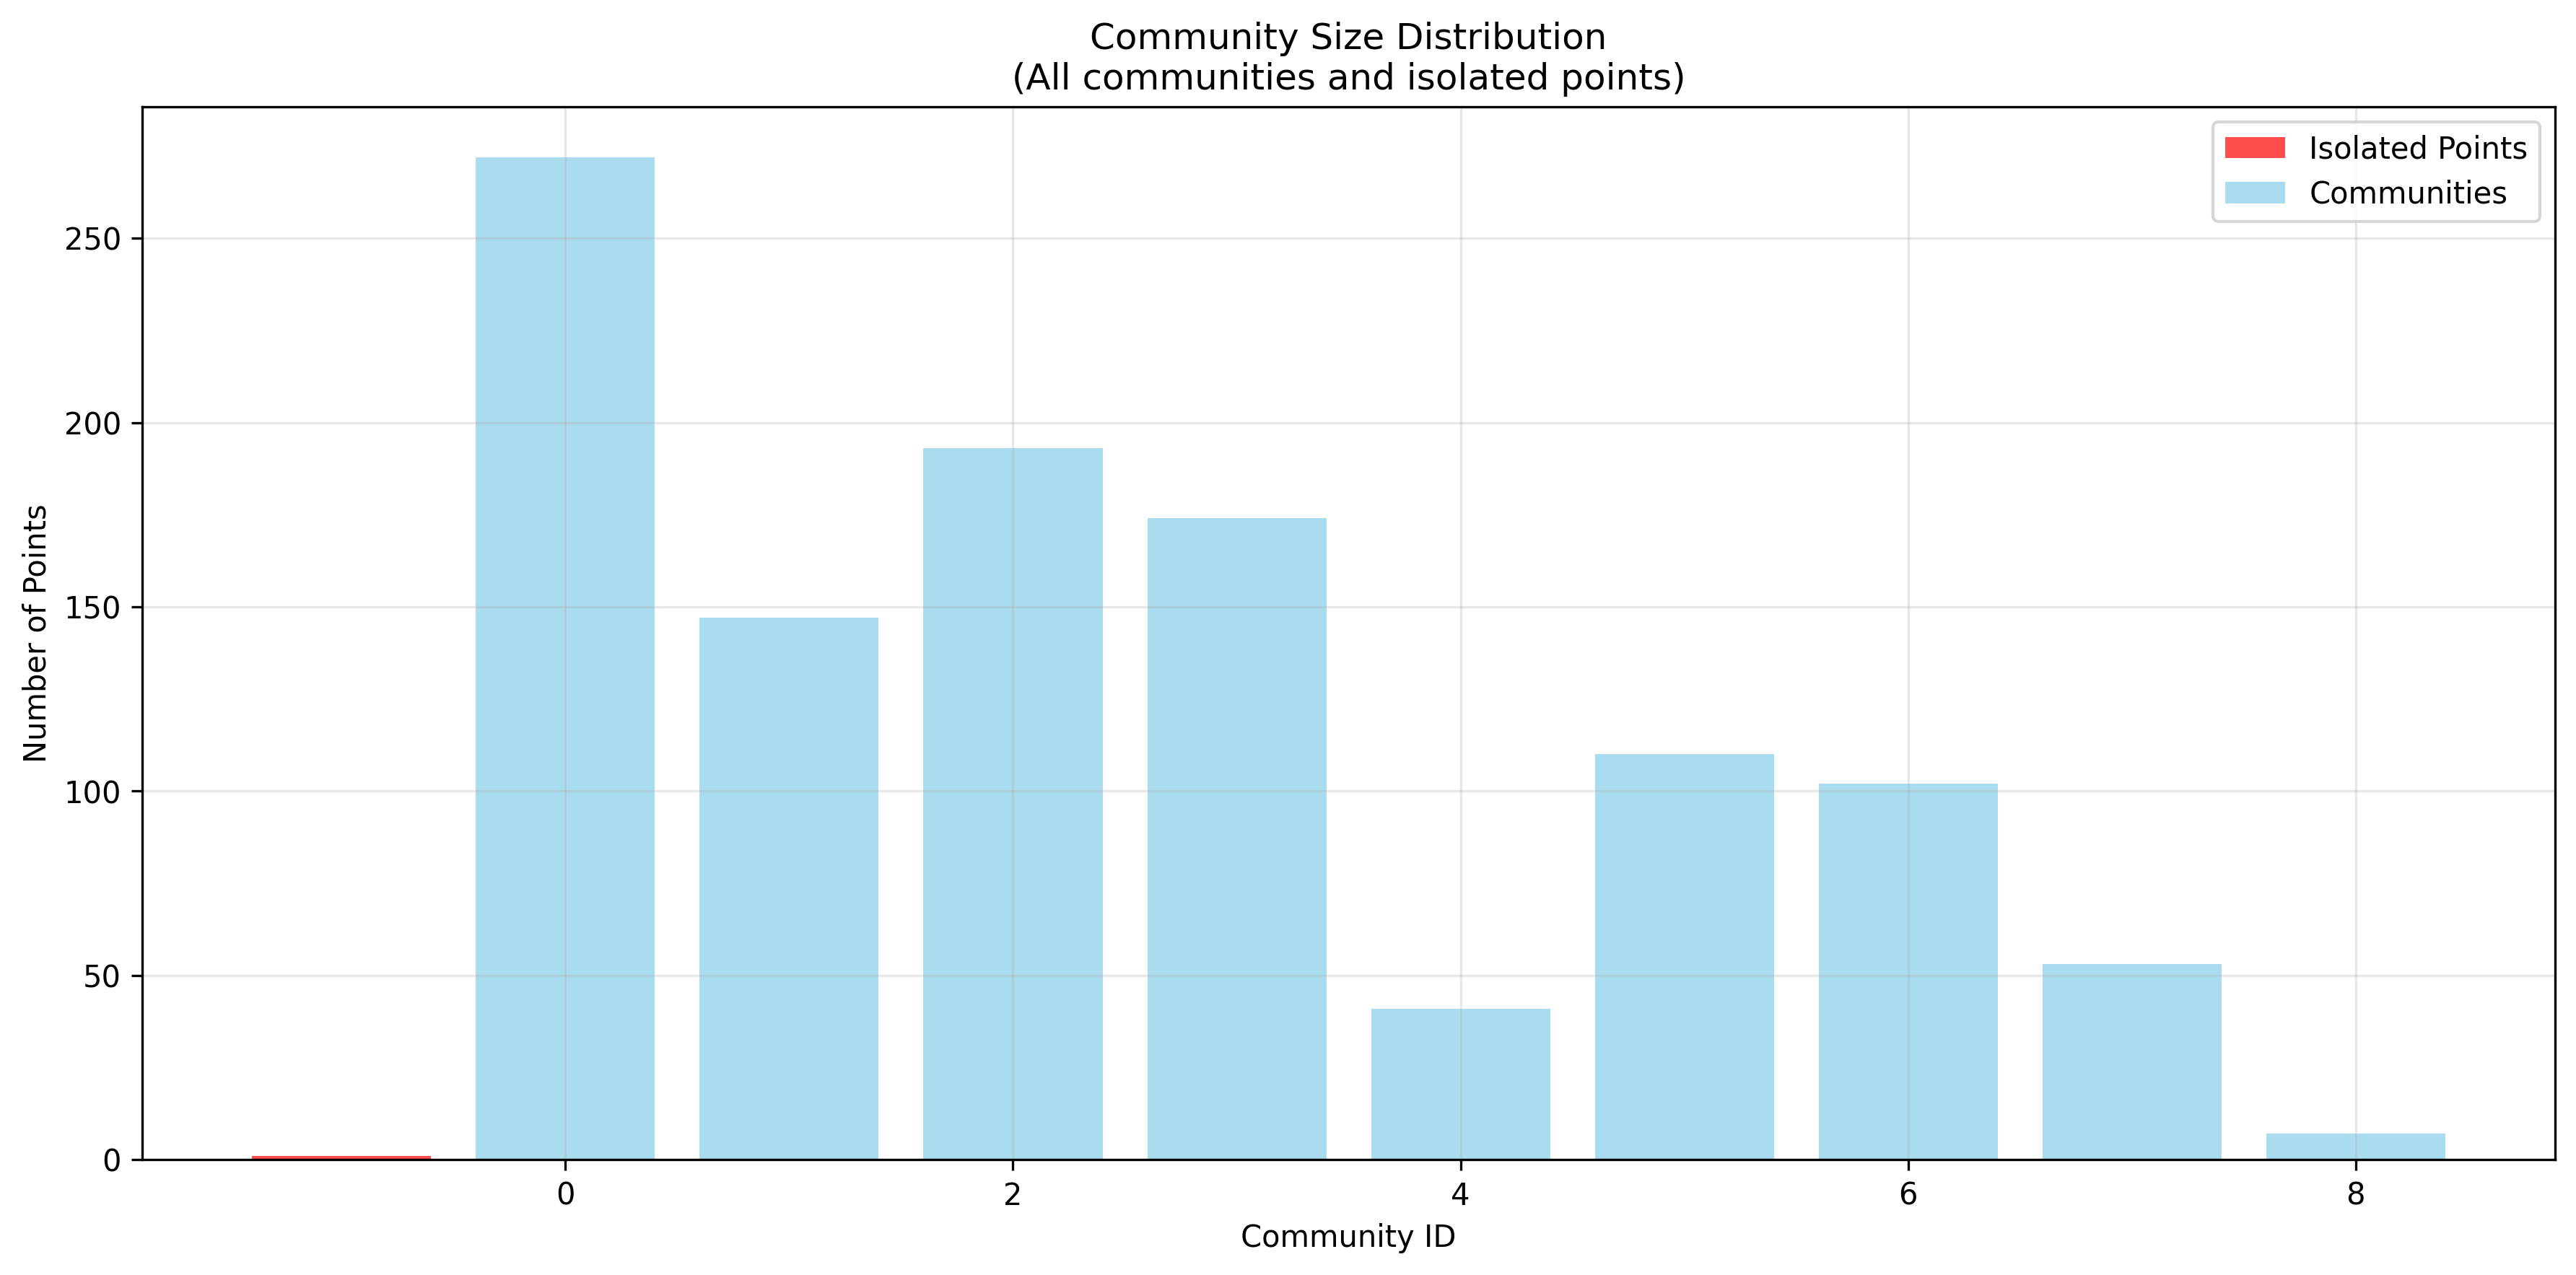 Community Size Distribution
(All communities and isolated points)
Isolated Points
Communities
Number of Points
250
200
150
100
50
0
0 2 4 6 8
Community ID